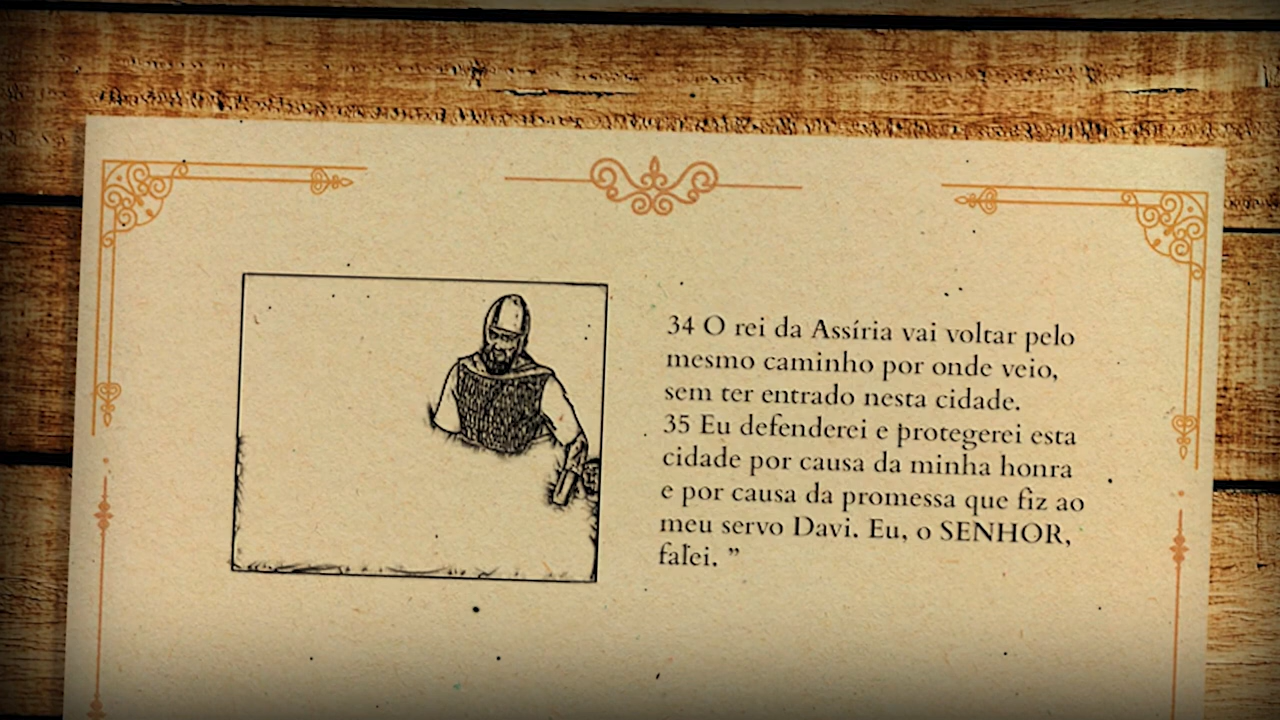 34 O rei da Assíria vai voltar pelo
mesmo caminho por onde veio,
sem ter entrado nesta cidade.
35 Eu defenderei e protegerei esta
cidade por causa da minha honra
e por causa da promessa que fiz ao
meu servo Davi. Eu, o SENHOR,
falei. ”